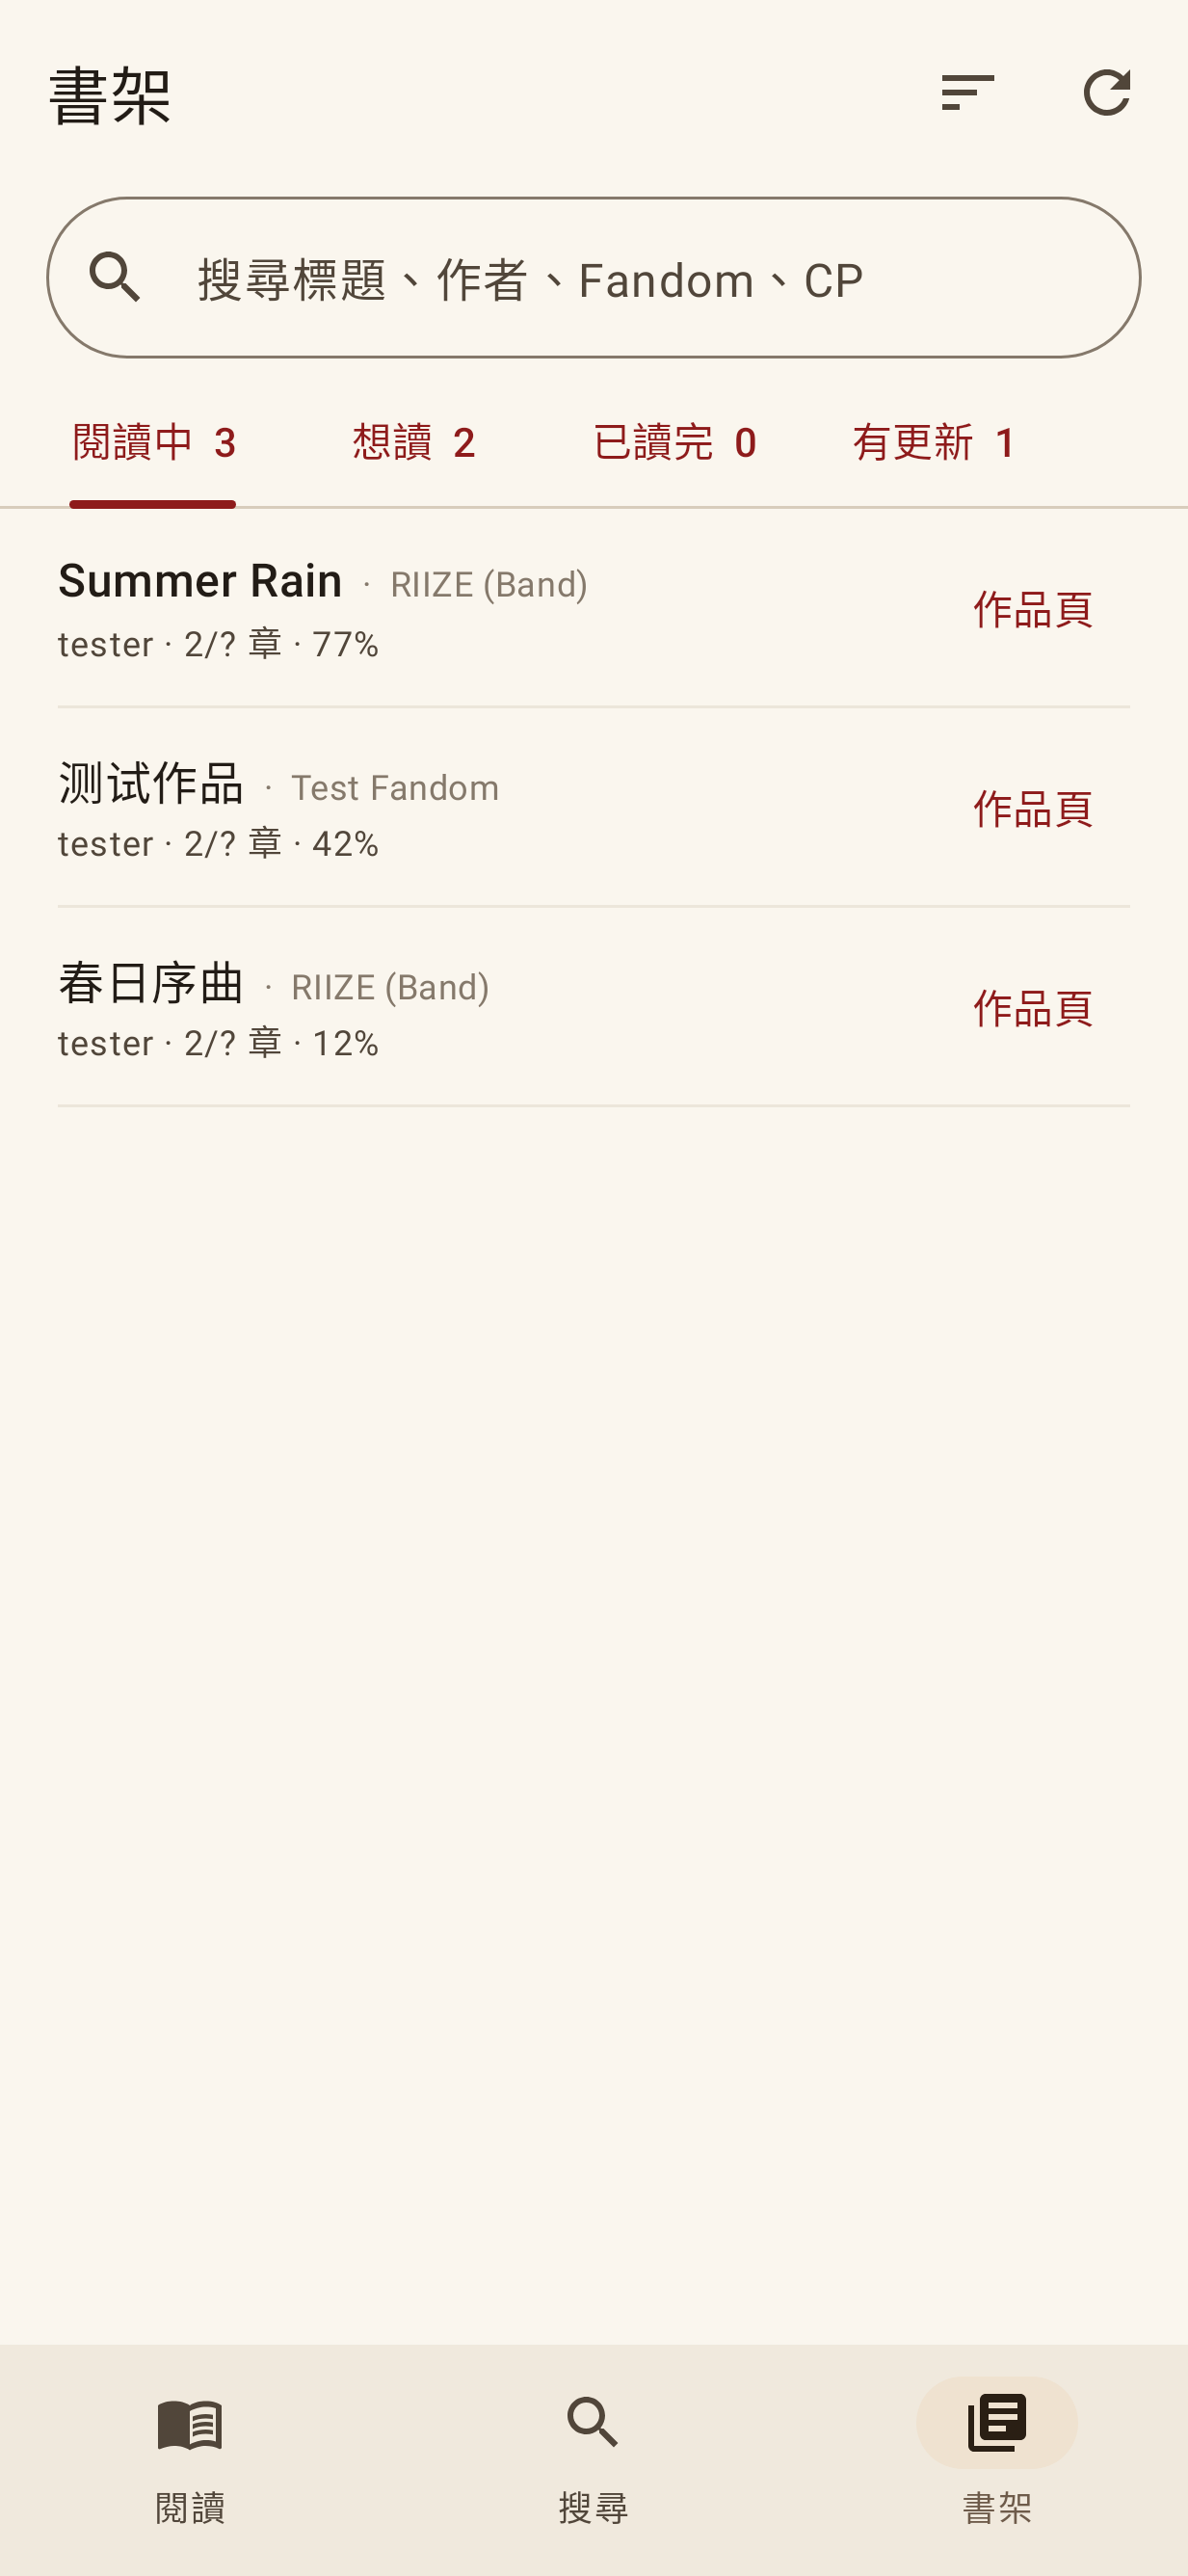 書架
搜尋標題、作者、Fandom、CP
閱讀中 3 想讀 2 已讀完 0 有更新 1
Summer Rain · RIIZE (Band)
tester · 2/? 章 · 77%
作品頁
测试作品 · Test Fandom
tester · 2/? 章 · 42%
作品頁
春日序曲 · RIIZE (Band)
tester · 2/? 章 · 12%
作品頁
閱讀 搜尋 書架